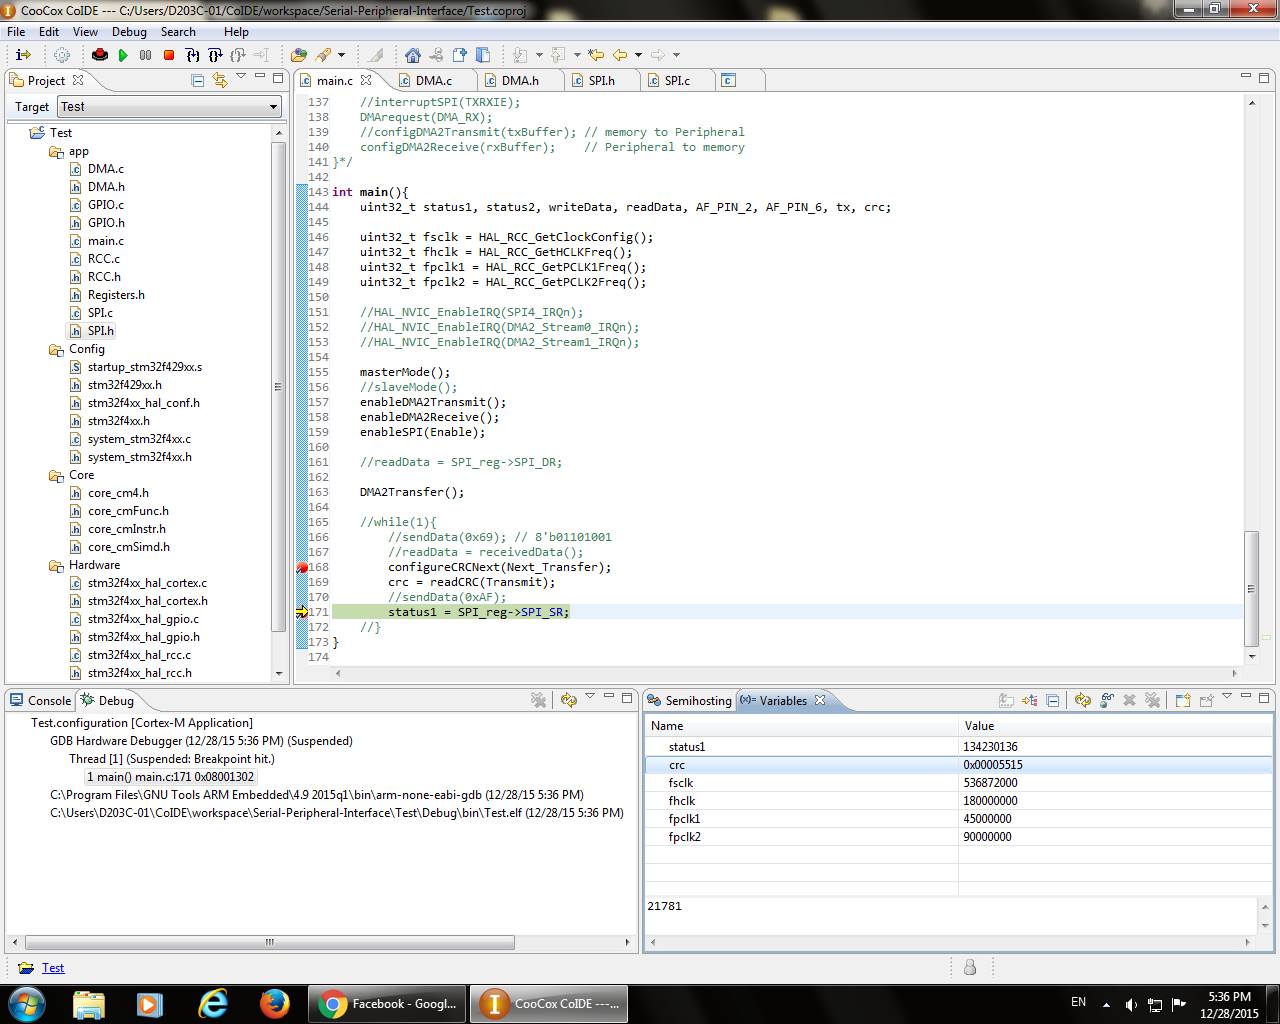 CooCox CoIDE --- C:/Users/D203C-01/CoIDE/workspace/Serial-Peripheral-Interface/Test.coproj
File Edit View Debug Search Help
Project
Target Test
Test
app
DMA.c
DMA.h
GPIO.c
GPIO.h
main.c
RCC.c
RCC.h
Registers.h
SPI.c
SPI.h
Config
startup_stm32f429xx.s
stm32f429xx.h
stm32f4xx_hal_conf.h
stm32f4xx.h
system_stm32f4xx.c
system_stm32f4xx.h
Core
core_cm4.h
core_cmFunc.h
core_cmInstr.h
core_cmSimd.h
Hardware
stm32f4xx_hal_cortex.c
stm32f4xx_hal_cortex.h
stm32f4xx_hal_gpio.c
stm32f4xx_hal_gpio.h
stm32f4xx_hal_rcc.c
stm32f4xx_hal_rcc.h
main.c DMA.c DMA.h SPI.h SPI.c
137 //interruptSPI(TXRXIE);
138 DMArequest(DMA_RX);
139 //configDMA2Transmit(txBuffer); // memory to Peripheral
140 configDMA2Receive(rxBuffer); // Peripheral to memory
141 }*/
142
143 int main(){
144 uint32_t status1, status2, writeData, readData, AF_PIN_2, AF_PIN_6, tx, crc;
145
146 uint32_t fsclk = HAL_RCC_GetClockConfig();
147 uint32_t fhclk = HAL_RCC_GetHCLKFreq();
148 uint32_t fpclk1 = HAL_RCC_GetPCLK1Freq();
149 uint32_t fpclk2 = HAL_RCC_GetPCLK2Freq();
150
151 //HAL_NVIC_EnableIRQ(SPI4_IRQn);
152 //HAL_NVIC_EnableIRQ(DMA2_Stream0_IRQn);
153 //HAL_NVIC_EnableIRQ(DMA2_Stream1_IRQn);
154
155 masterMode();
156 //slaveMode();
157 enableDMA2Transmit();
158 enableDMA2Receive();
159 enableSPI(Enable);
160
161 //readData = SPI_reg->SPI_DR;
162
163 DMA2Transfer();
164
165 //while(1){
166 //sendData(0x69); // 8'b01101001
167 //readData = receivedData();
168 configureCRCNext(Next_Transfer);
169 crc = readCRC(Transmit);
170 //sendData(0xAF);
171 status1 = SPI_reg->SPI_SR;
172 //}
173 }
174
Console Debug
Test.configuration [Cortex-M Application]
GDB Hardware Debugger (12/28/15 5:36 PM) (Suspended)
Thread [1] (Suspended: Breakpoint hit.)
1 main() main.c:171 0x08001302
C:\Program Files\GNU Tools ARM Embedded\4.9 2015q1\bin\arm-none-eabi-gdb (12/28/15 5:36 PM)
C:\Users\D203C-01\CoIDE\workspace\Serial-Peripheral-Interface\Test\Debug\bin\Test.elf (12/28/15 5:36 PM)
Semihosting (x)= Variables
Name Value
status1 134230136
crc 0x00005515
fsclk 536872000
fhclk 180000000
fpclk1 45000000
fpclk2 90000000
21781
Test
Facebook - Googl...
CooCox CoIDE ---...
EN
5:36 PM
12/28/2015